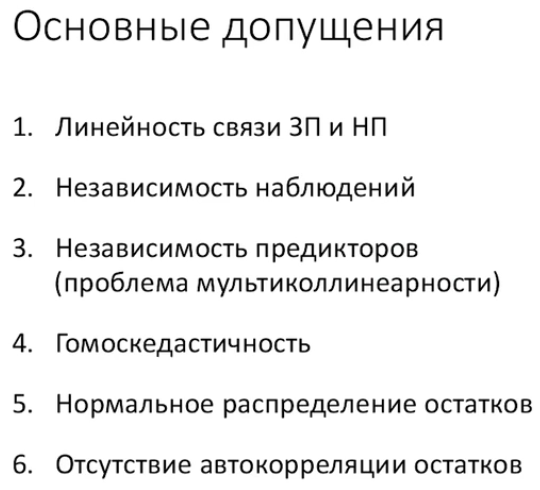 Основные допущения
1. Линейность связи ЗП и НП
2. Независимость наблюдений
3. Независимость предикторов
(проблема мультиколлинеарности)
4. Гомоскедастичность
5. Нормальное распределение остатков
6. Отсутствие автокорреляции остатков